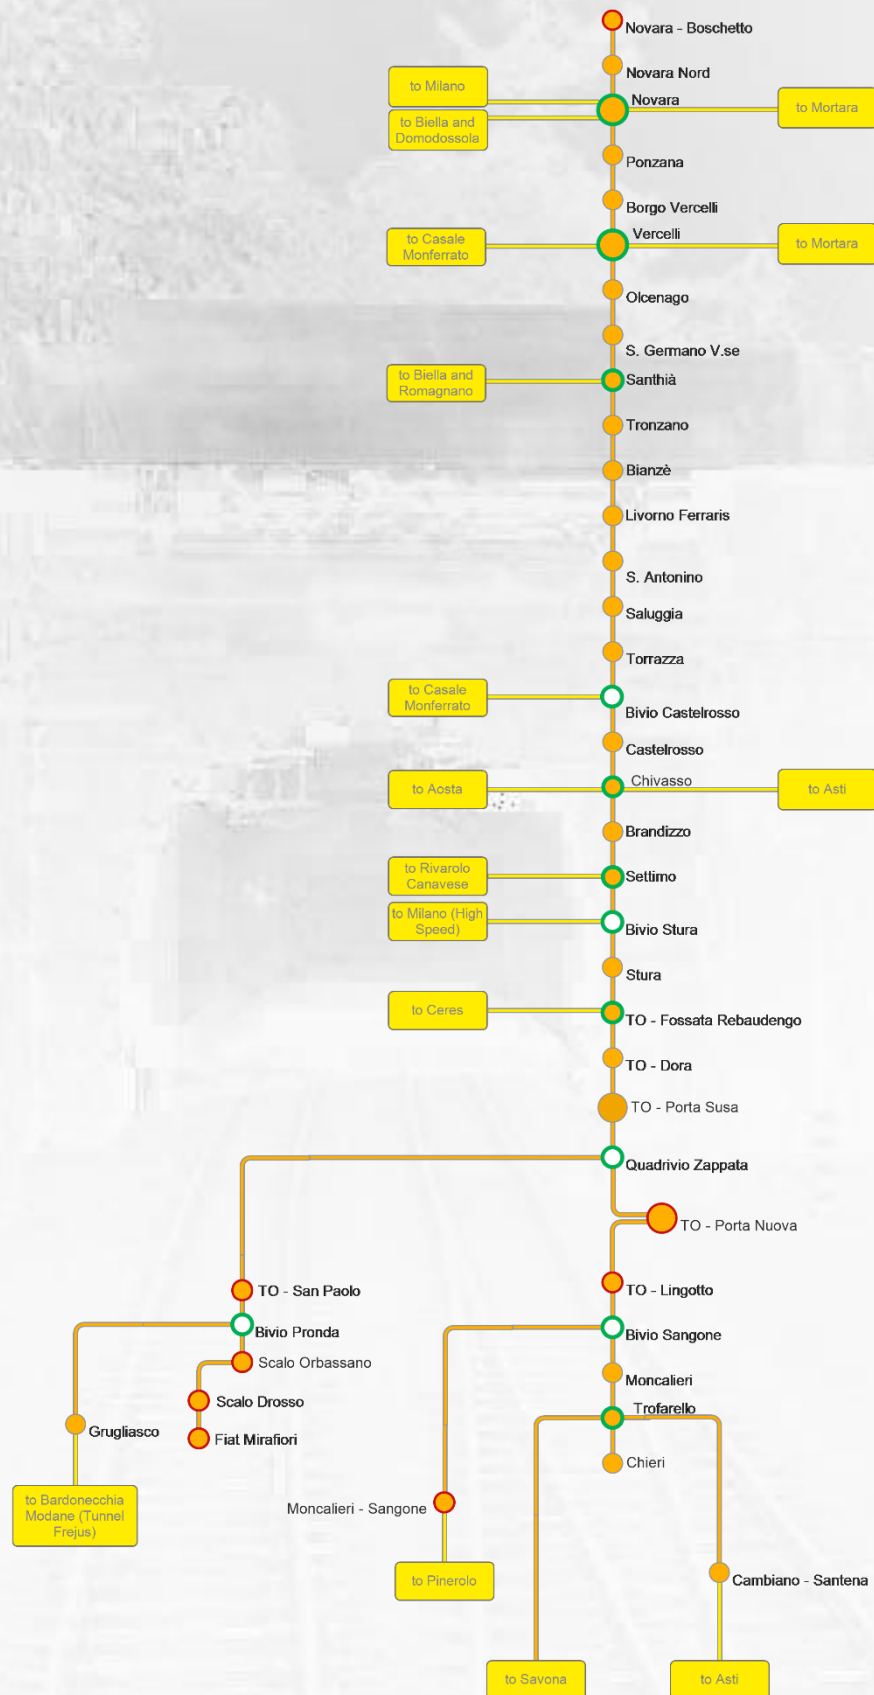 Novara - Boschetto
Novara Nord
to Milano
Novara
to Mortara
to Biella and
Domodossola
Ponzana
Borgo Vercelli
Vercelli
to Casale
Monferrato
to Mortara
Olcenago
S. Germano V.se
to Biella and
Romagnano
Santhià
Tronzano
Bianzè
Livorno Ferraris
S. Antonino
Saluggia
Torrazza
to Casale
Monferrato
Bivio Castelrosso
Castelrosso
to Aosta
Chivasso
to Asti
Brandizzo
to Rivarolo
Canavese
Settimo
to Milano (High
Speed)
Bivio Stura
Stura
to Ceres
TO - Fossata Rebaudengo
TO - Dora
TO - Porta Susa
Quadrivio Zappata
TO - Porta Nuova
TO - San Paolo
TO - Lingotto
Bivio Pronda
Bivio Sangone
Scalo Orbassano
Moncalieri
Scalo Drosso
Trofarello
Grugliasco
Fiat Mirafiori
Chieri
to Bardonecchia
Modane (Tunnel
Frejus)
Moncalieri - Sangone
to Pinerolo
Cambiano - Santena
to Savona
to Asti